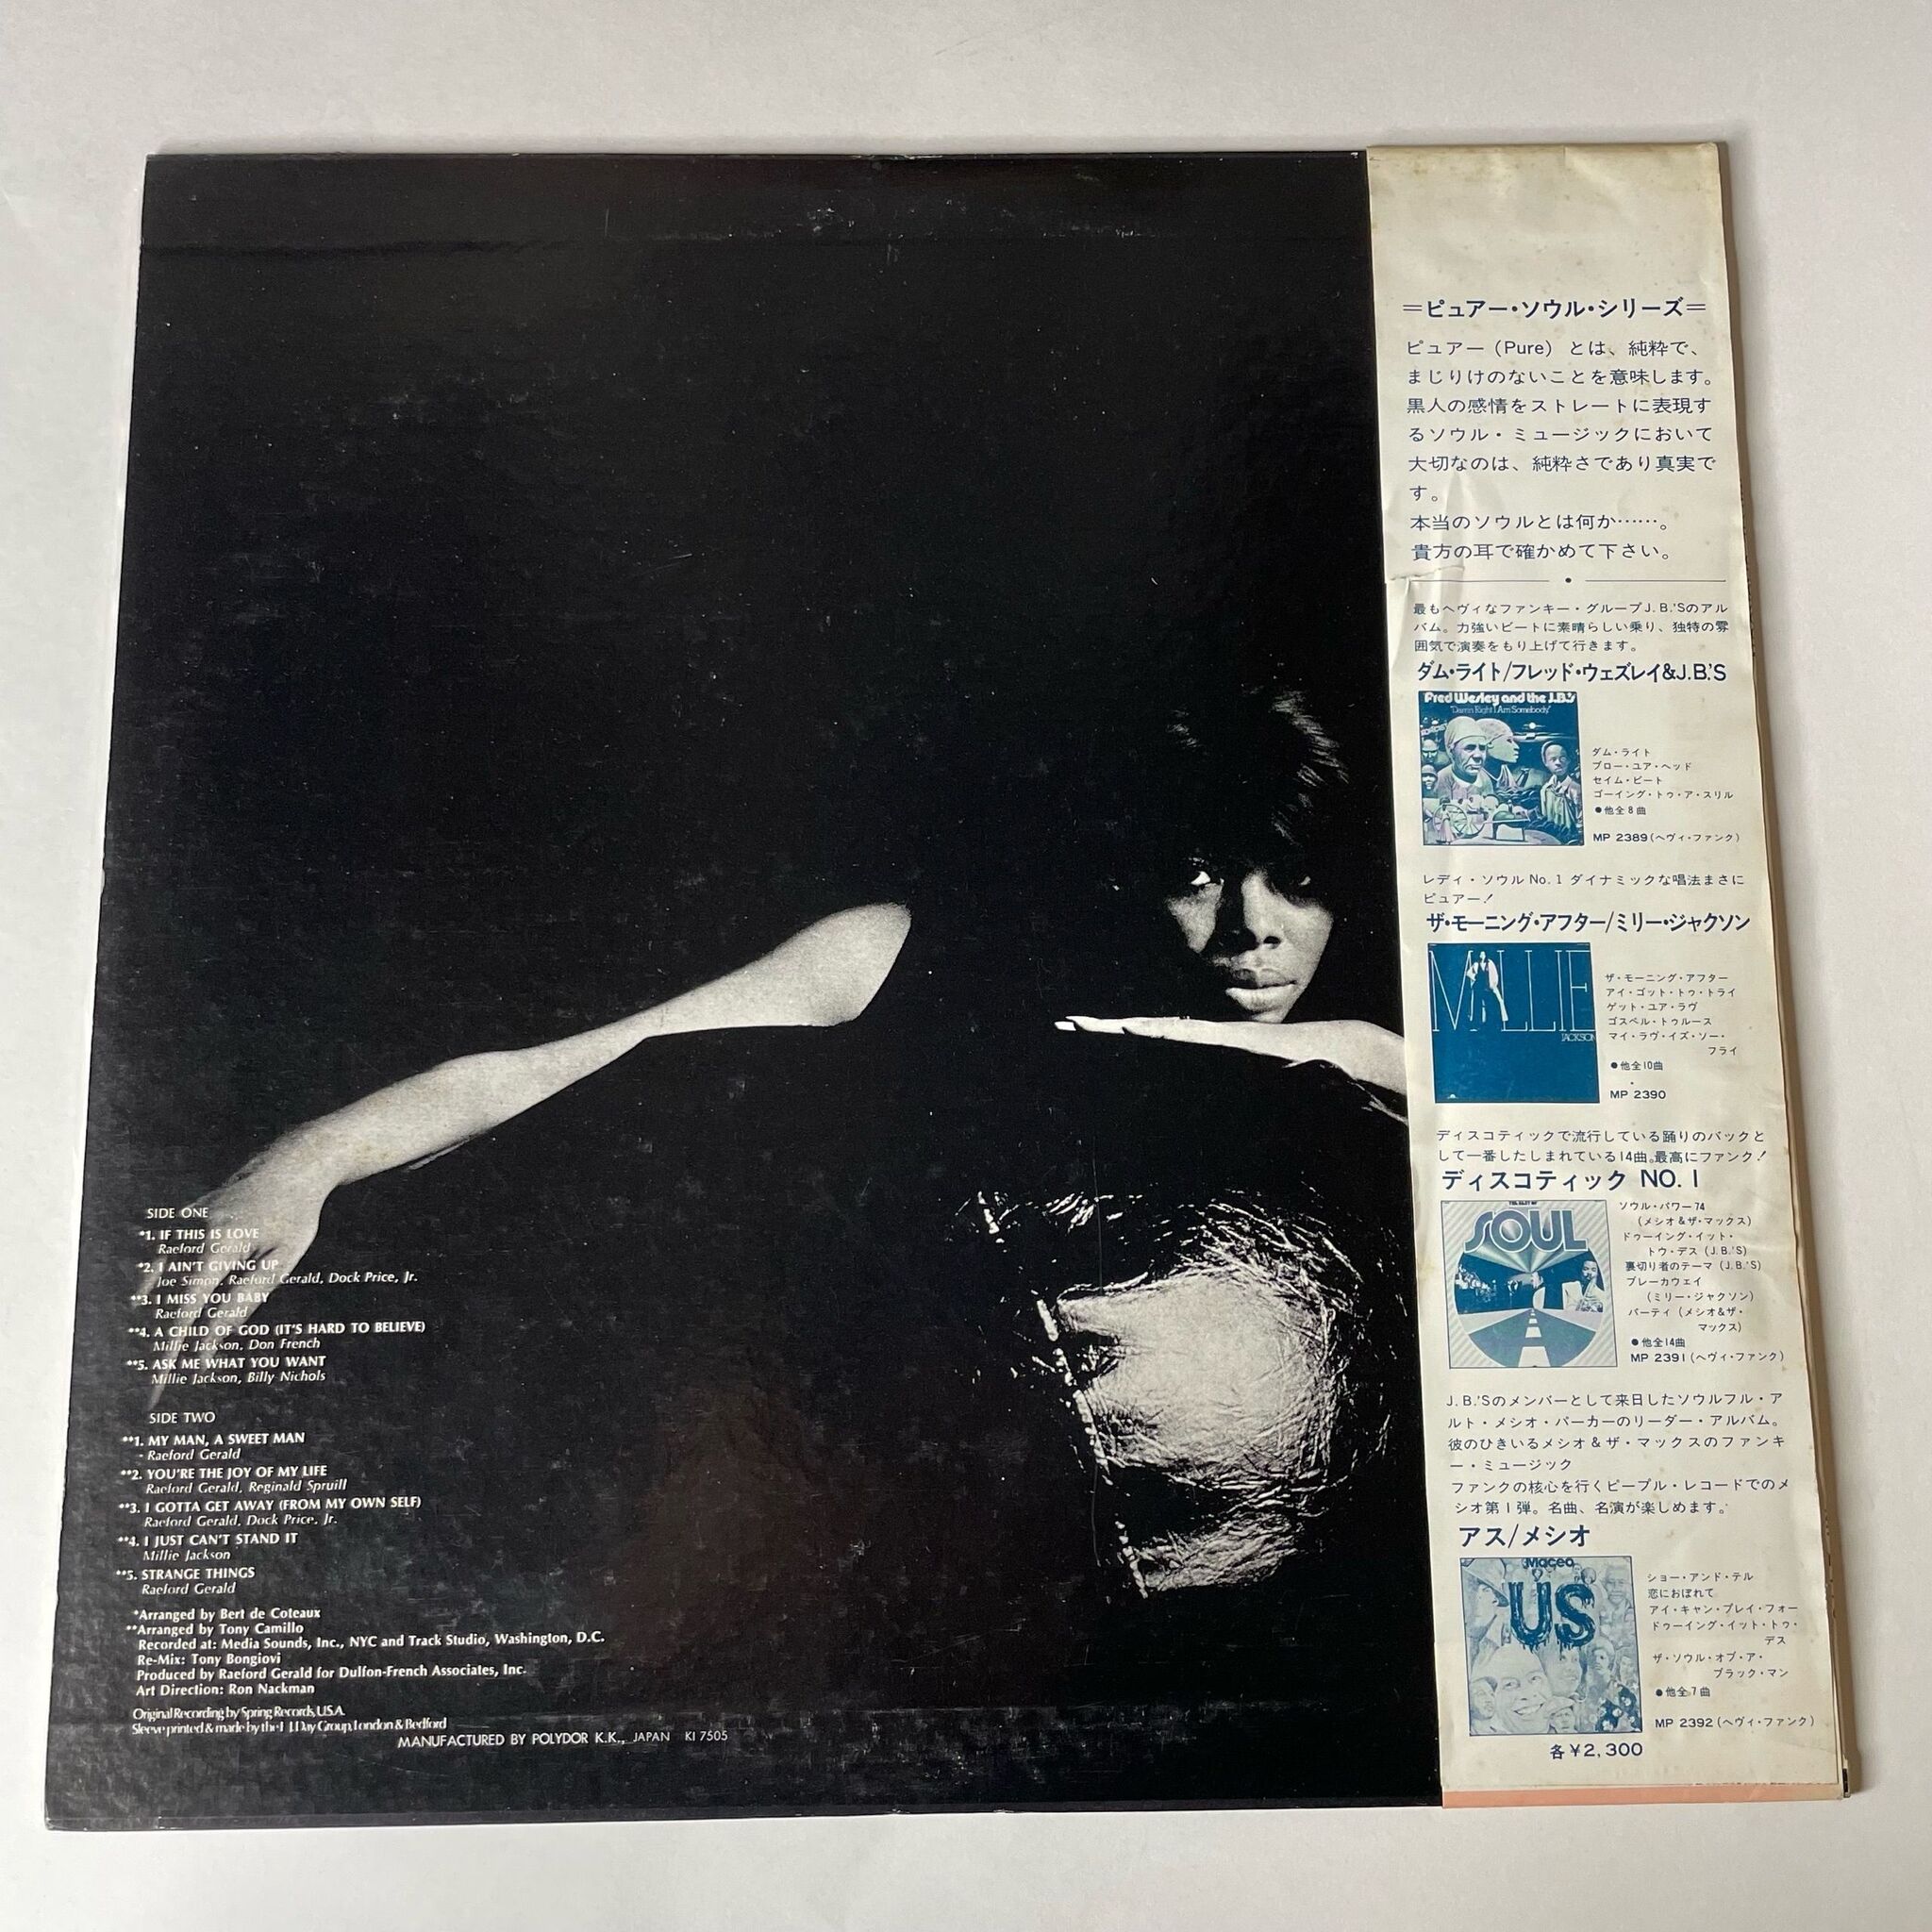 SIDE ONE
*1. IF THIS IS LOVE
Raeford Gerald
*2. I AIN'T GIVING UP
Joe Simon, Raeford Gerald, Dock Price, Jr.
**3. I MISS YOU BABY
Raeford Gerald
**4. A CHILD OF GOD (IT'S HARD TO BELIEVE)
Millie Jackson, Don French
**5. ASK ME WHAT YOU WANT
Millie Jackson, Billy Nichols
SIDE TWO
**1. MY MAN, A SWEET MAN
Raeford Gerald
**2. YOU'RE THE JOY OF MY LIFE
Raeford Gerald, Reginald Spruill
**3. I GOTTA GET AWAY (FROM MY OWN SELF)
Raeford Gerald, Dock Price, Jr.
**4. I JUST CAN'T STAND IT
Millie Jackson
**5. STRANGE THINGS
Raeford Gerald
*Arranged by Bert de Coteaux
**Arranged by Tony Camillo
Recorded at: Media Sounds, Inc., NYC and Track Studio, Washington, D.C.
Re-Mix: Tony Bongiovi
Produced by Raeford Gerald for Dulfon-French Associates, Inc.
Art Direction: Ron Nackman
Original Recording by Spring Records, U.S.A.
Sleeve printed & made by the E. J. Day Group, London & Bedford
MANUFACTURED BY POLYDOR K.K., JAPAN KI 7505
=ピュアー・ソウル・シリーズ=
ピュアー (Pure) とは、純粋で、
まじりけのないことを意味します。
黒人の感情をストレートに表現す
るソウル・ミュージックにおいて
大切なのは、純粋さであり真実で
す。
本当のソウルとは何か……。
貴方の耳で確かめて下さい。
最もヘヴィなファンキー・グループJ.B.'Sのアル
バム。力強いビートに素晴らしい乗り、独特の雰
囲気で演奏をもり上げて行きます。
ダム・ライト/フレッド・ウェズレイ&J.B.'S
Fred Wesley and the J.B.'s
"Damn Right I Am Somebody"
ダム・ライト
ブロー・ユア・ヘッド
セイム・ビート
ゴーイング・トゥ・ア・スリル
●他全8曲
MP 2389(ヘヴィ・ファンク)
レディ・ソウルNo.1 ダイナミックな唱法まさに
ピュアー!
ザ・モーニング・アフター/ミリー・ジャクソン
MILLIE
JACKSON
ザ・モーニング・アフター
アイ・ゴット・トゥ・トライ
ゲット・ユア・ラヴ
ゴスペル・トゥルース
マイ・ラヴ・イズ・ソー・
フライ
●他全10曲
MP 2390
ディスコティックで流行している踊りのバックと
して一番したしまれている14曲。最高にファンク!
ディスコティック NO.1
SOUL
ソウル・パワー74
(メシオ&ザ・マックス)
ドゥーイング・イット・
トゥ・デス (J.B.'S)
裏切り者のテーマ (J.B.'S)
ブレーカウェイ
(ミリー・ジャクソン)
パーティ (メシオ&ザ・
マックス)
●他全14曲
MP 2391(ヘヴィ・ファンク)
J.B.'Sのメンバーとして来日したソウルフル・ア
ルト・メシオ・パーカーのリーダー・アルバム。
彼のひきいるメシオ&ザ・マックスのファンキ
ー・ミュージック
ファンクの核心を行くピープル・レコードでのメ
シオ第1弾。名曲、名演が楽しめます。
アス/メシオ
Maceo
US
ショー・アンド・テル
恋におぼれて
アイ・キャン・プレイ・フォー
ドゥーイング・イット・トゥ・
デス
ザ・ソウル・オブ・ア・
ブラック・マン
●他全7曲
MP 2392(ヘヴィ・ファンク)
各¥2,300